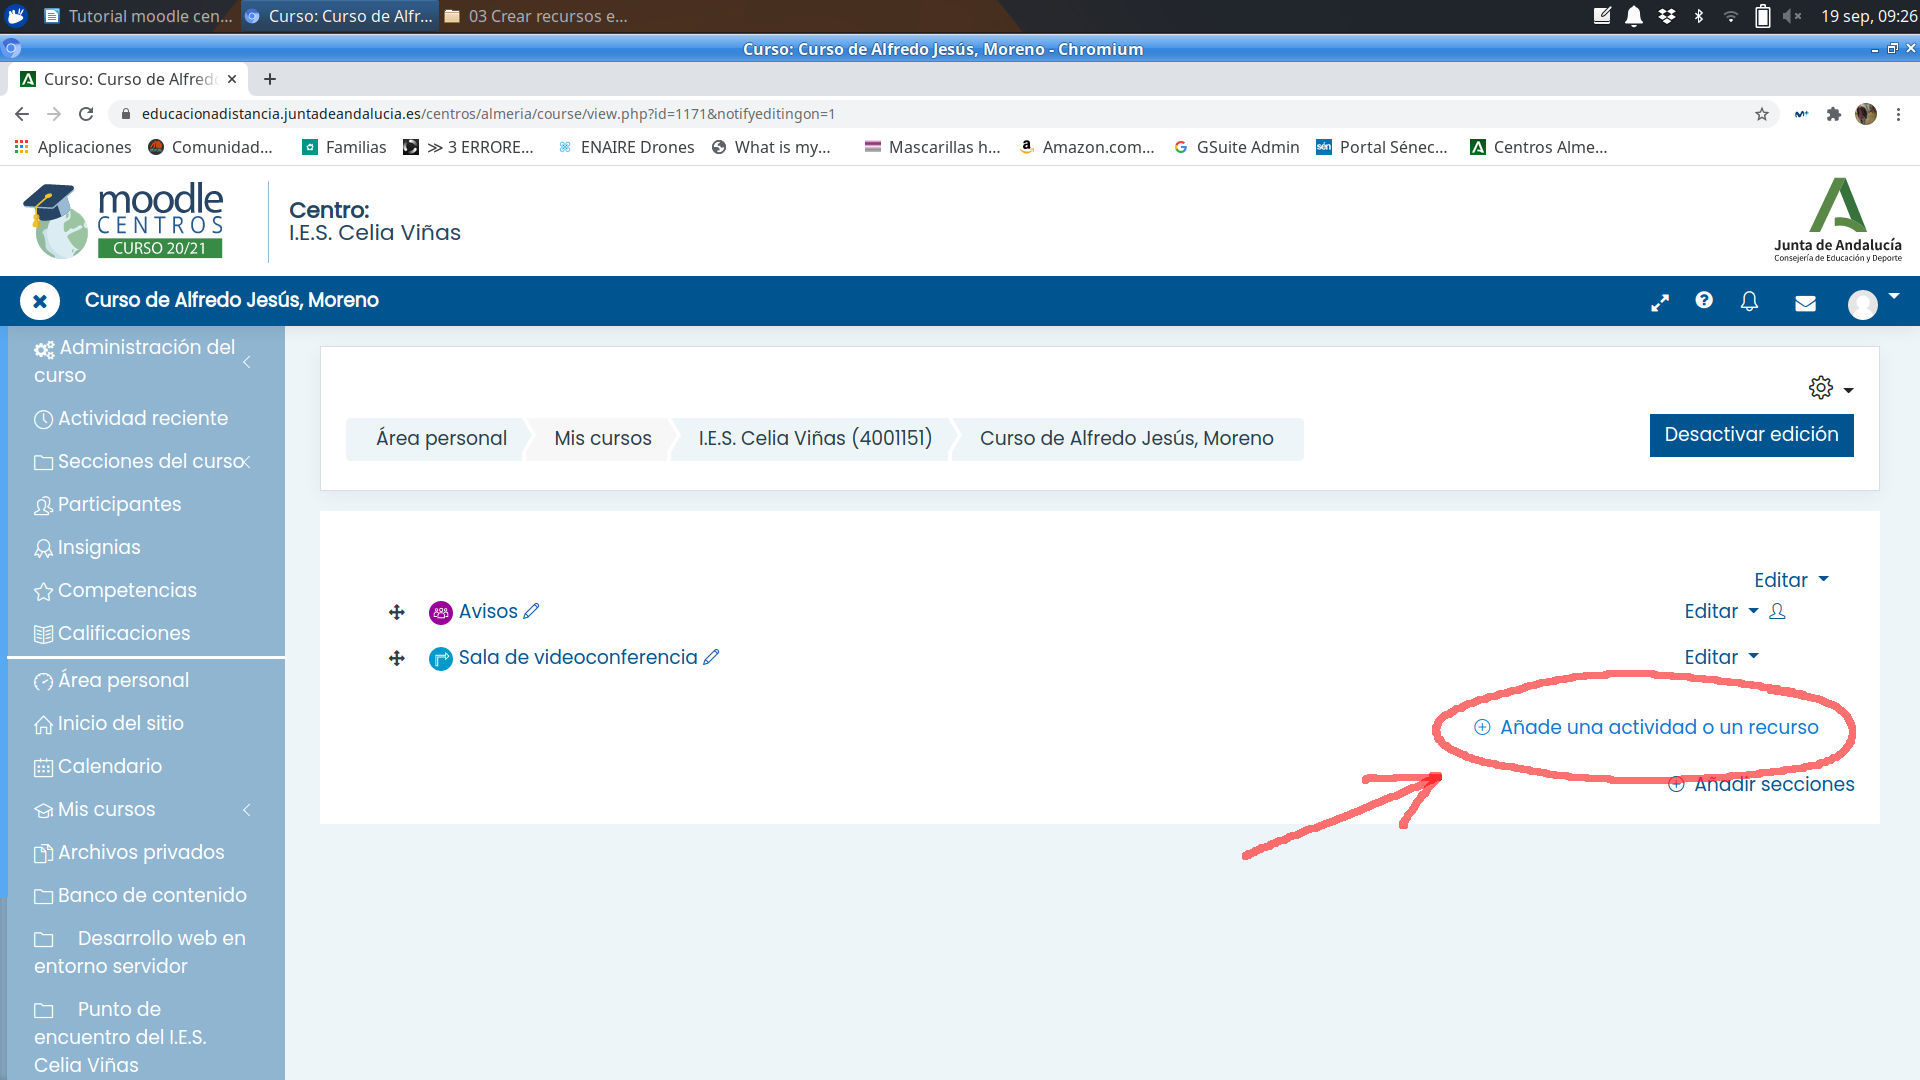 Tutorial moodle cen... Curso: Curso de Alfr... 03 Crear recursos e... 19 sep, 09:26
Curso: Curso de Alfredo Jesús, Moreno - Chromium
Curso: Curso de Alfred
educacionadistancia.juntadeandalucia.es/centros/almeria/course/view.php?id=1171&notifyeditingon=1
Aplicaciones Comunidad... Familias ≫ 3 ERRORE... ENAIRE Drones What is my... Mascarillas h... Amazon.com... GSuite Admin Portal Sénec... Centros Alme...
moodle
CENTROS
CURSO 20/21
Centro:
I.E.S. Celia Viñas
Junta de Andalucía
Consejería de Educación y Deporte
Curso de Alfredo Jesús, Moreno
Administración del
curso
Actividad reciente
Secciones del curso
Participantes
Insignias
Competencias
Calificaciones
Área personal
Inicio del sitio
Calendario
Mis cursos
Archivos privados
Banco de contenido
Desarrollo web en
entorno servidor
Punto de
encuentro del I.E.S.
Celia Viñas
Área personal Mis cursos I.E.S. Celia Viñas (4001151) Curso de Alfredo Jesús, Moreno
Desactivar edición
Editar
Avisos Editar
Sala de videoconferencia Editar
Añade una actividad o un recurso
Añadir secciones